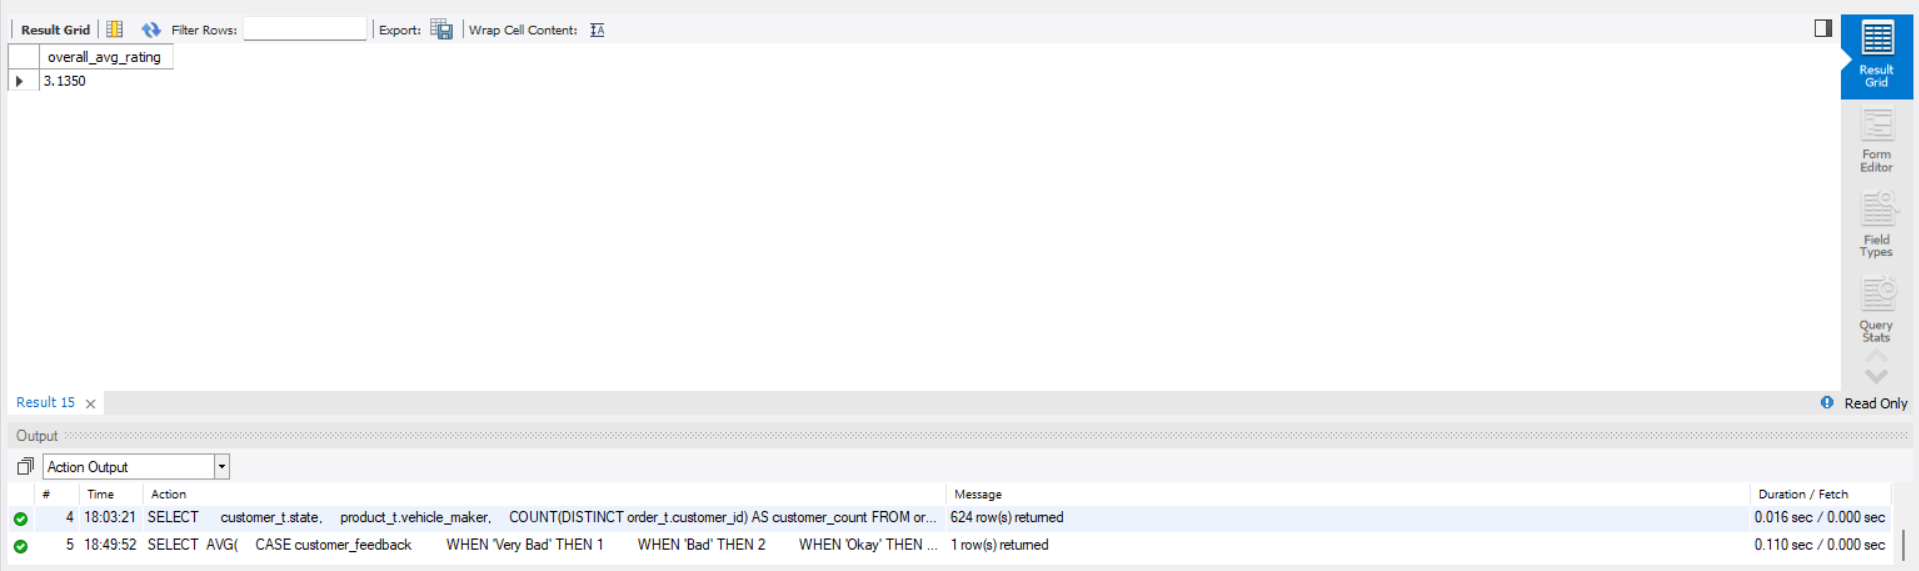 Result Grid Filter Rows: Export: Wrap Cell Content: IA
overall_avg_rating
3.1350
Result Grid
Form Editor
Field Types
Query Stats
Result 15 ×
Read Only
Output
Action Output
# Time Action Message Duration / Fetch
4 18:03:21 SELECT customer_t.state, product_t.vehicle_maker, COUNT(DISTINCT order_t.customer_id) AS customer_count FROM or... 624 row(s) returned 0.016 sec / 0.000 sec
5 18:49:52 SELECT AVG( CASE customer_feedback WHEN 'Very Bad' THEN 1 WHEN 'Bad' THEN 2 WHEN 'Okay' THEN ... 1 row(s) returned 0.110 sec / 0.000 sec